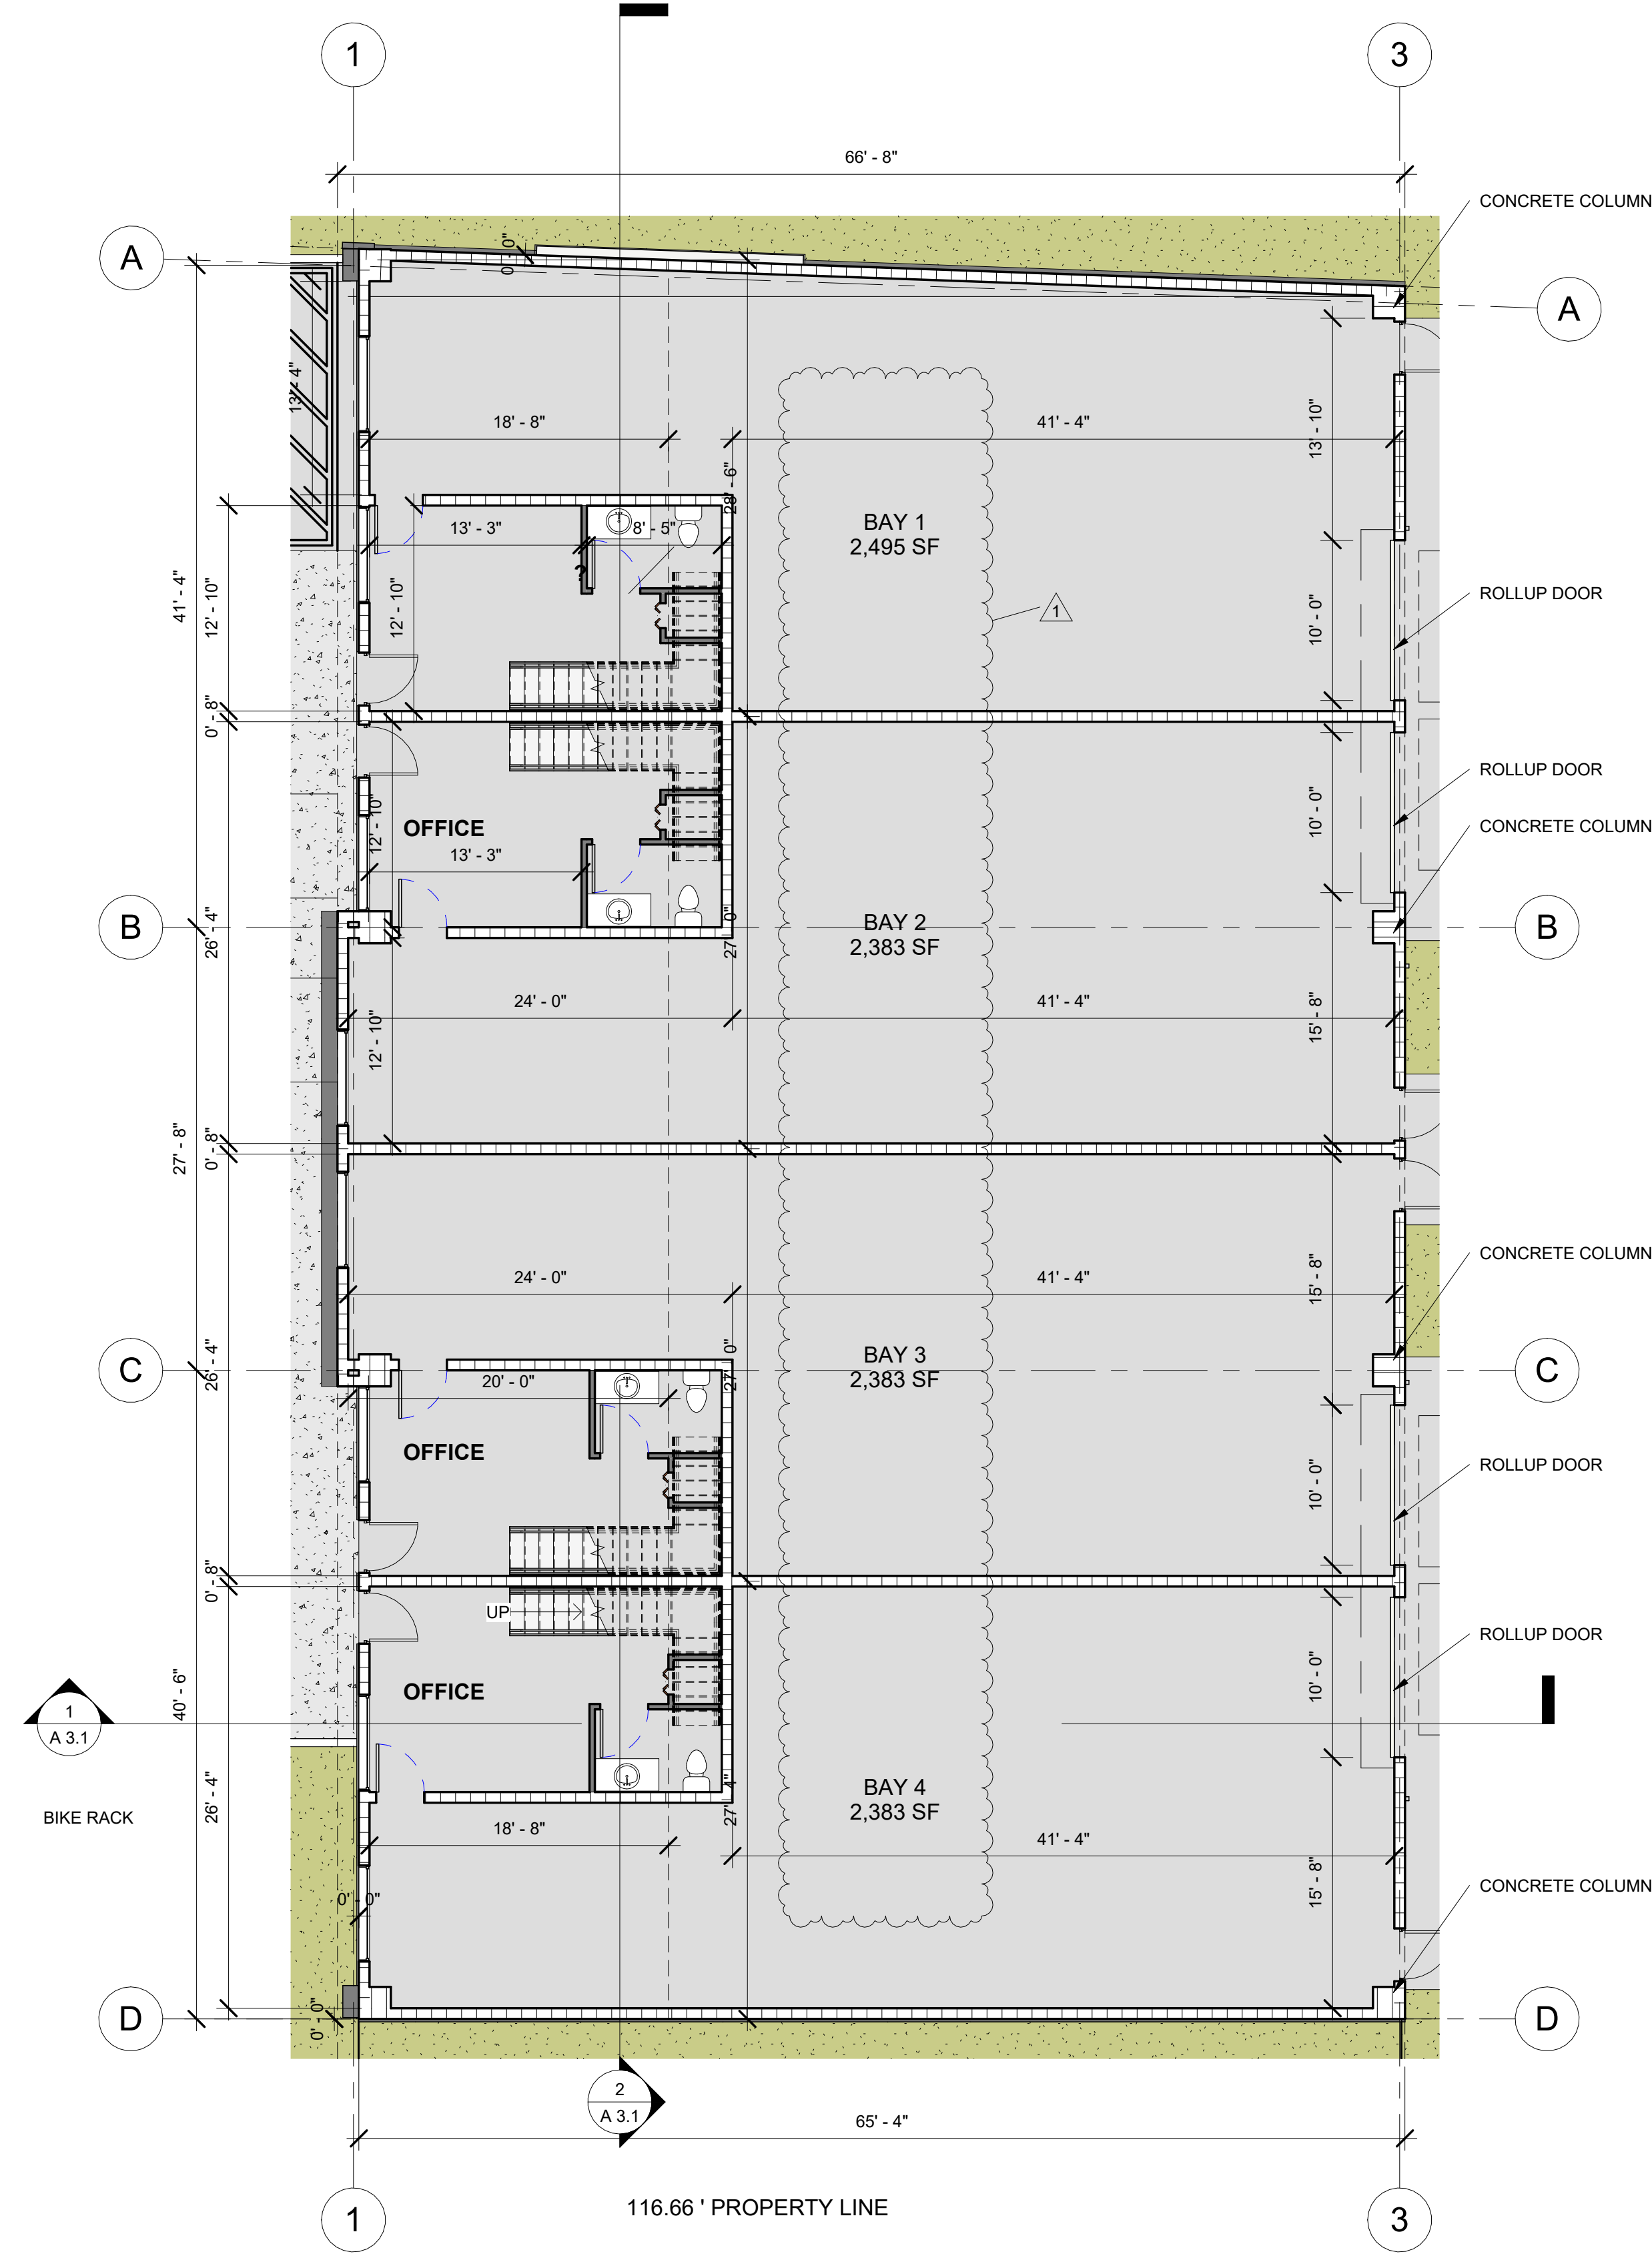 1
3
66' - 8"
CONCRETE COLUMN
A
0' - 0"
A
13' - 4"
18' - 8"
41' - 4"
13' - 10"
28' - 6"
BAY 1
2,495 SF
13' - 3"
8' - 5"
?
41' - 4"
12' - 10"
12' - 10"
1
10' - 0"
ROLLUP DOOR
0' - 8"
ROLLUP DOOR
10' - 0"
CONCRETE COLUMN
OFFICE
12' - 10"
13' - 3"
B
26' - 4"
27' - 0"
BAY 2
2,383 SF
B
24' - 0"
41' - 4"
15' - 8"
12' - 10"
27' - 8"
0' - 8"
CONCRETE COLUMN
24' - 0"
41' - 4"
15' - 8"
C
26' - 4"
20' - 0"
27' - 0"
BAY 3
2,383 SF
C
OFFICE
ROLLUP DOOR
10' - 0"
0' - 8"
UP
ROLLUP DOOR
10' - 0"
40' - 6"
OFFICE
1
A 3.1
BIKE RACK
26' - 4"
27' - 4"
BAY 4
2,383 SF
18' - 8"
41' - 4"
15' - 8"
CONCRETE COLUMN
0' - 0"
0' - 0"
D
D
2
A 3.1
65' - 4"
116.66 ' PROPERTY LINE
1
3